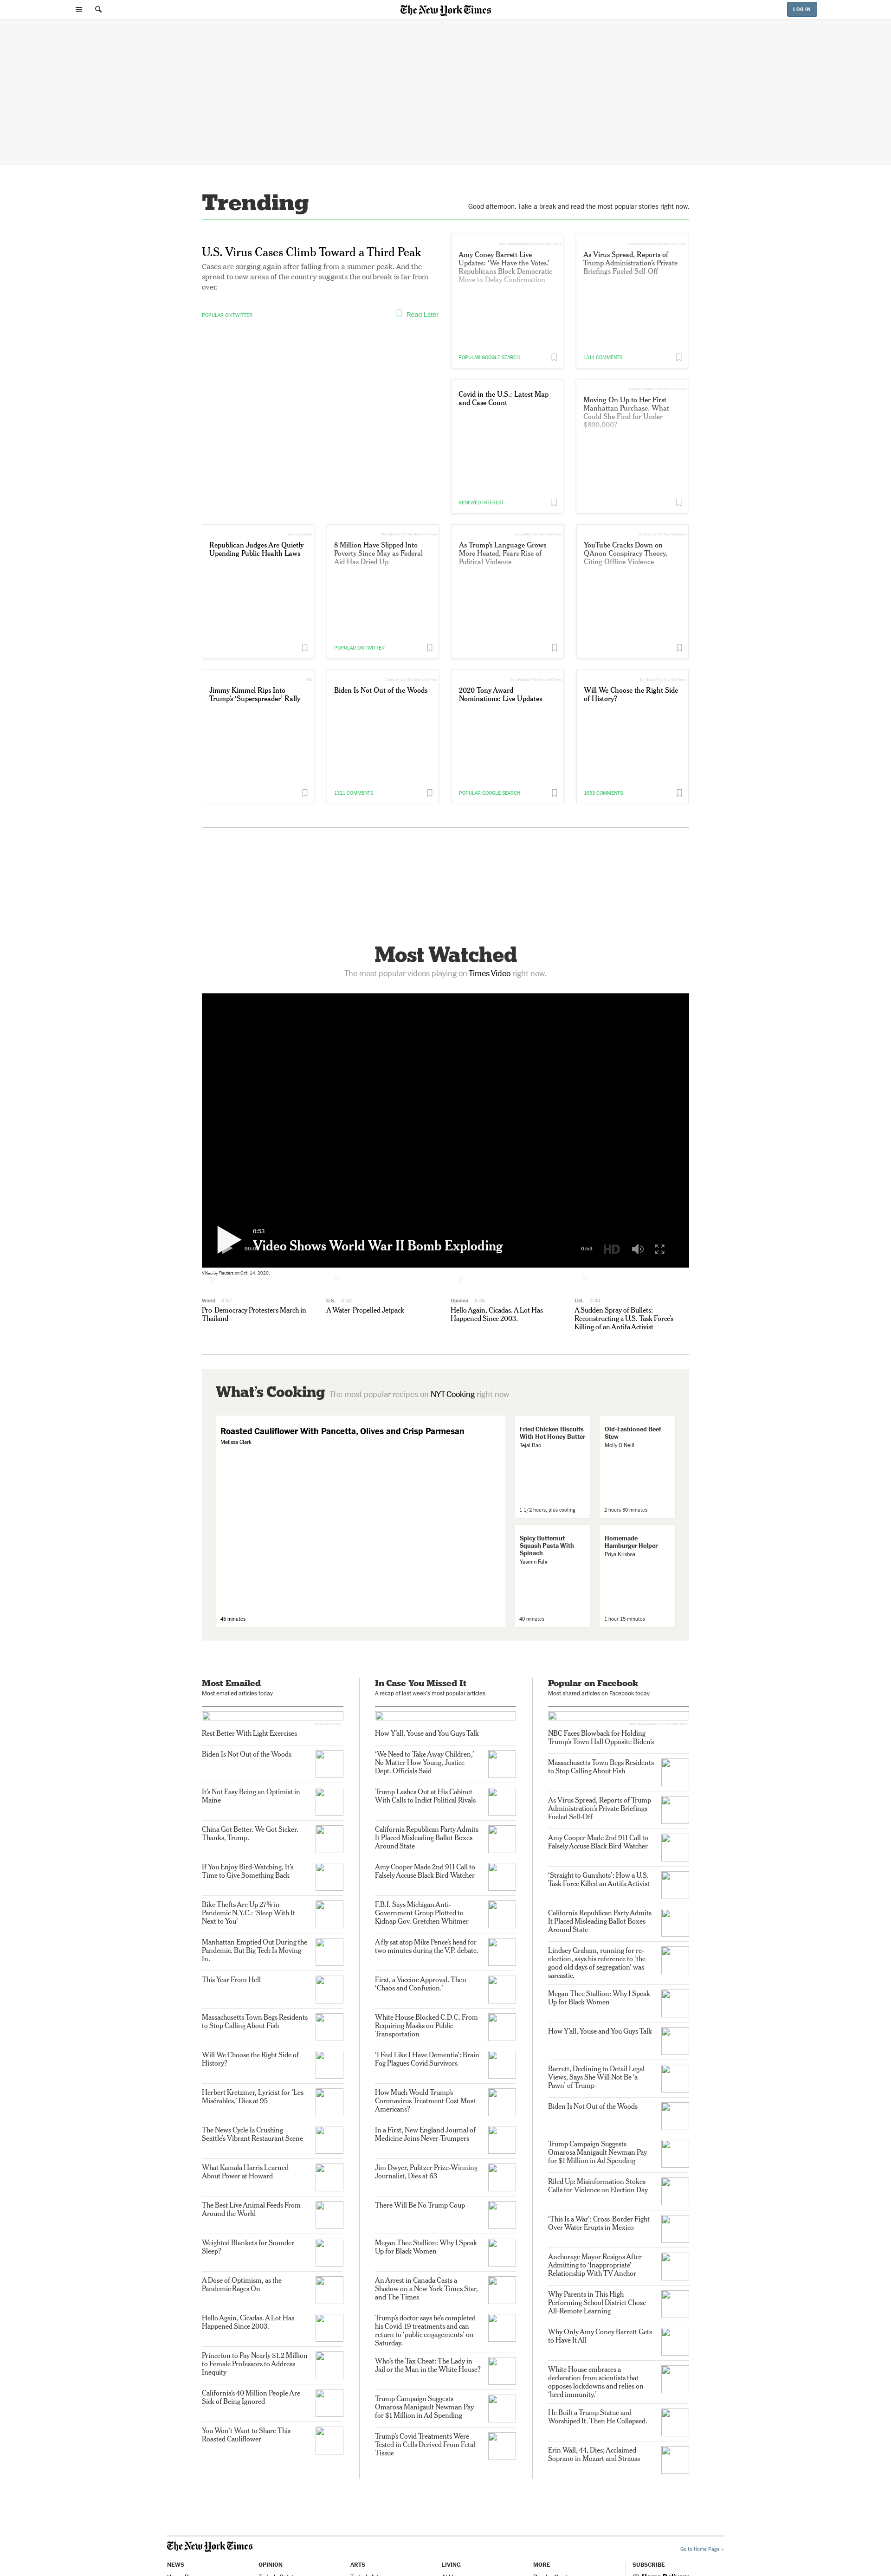 The New York Times
LOG IN
Trending
Good afternoon. Take a break and read the most popular stories right now.
U.S. Virus Cases Climb Toward a Third Peak
Cases are surging again after falling from a summer peak. And the
spread to new areas of the country suggests the outbreak is far from
over.
POPULAR ON TWITTER
Read Later
Amy Coney Barrett Live
Updates: ‘We Have the Votes.’
Republicans Block Democratic
Move to Delay Confirmation
POPULAR GOOGLE SEARCH
As Virus Spread, Reports of
Trump Administration’s Private
Briefings Fueled Sell-Off
1314 COMMENTS
Covid in the U.S.: Latest Map
and Case Count
RENEWED INTEREST
Moving On Up to Her First
Manhattan Purchase. What
Could She Find for Under
$800,000?
Republican Judges Are Quietly
Upending Public Health Laws
8 Million Have Slipped Into
Poverty Since May as Federal
Aid Has Dried Up
POPULAR ON TWITTER
As Trump’s Language Grows
More Heated, Fears Rise of
Political Violence
YouTube Cracks Down on
QAnon Conspiracy Theory,
Citing Offline Violence
Jimmy Kimmel Rips Into
Trump’s ‘Superspreader’ Rally
Biden Is Not Out of the Woods
1321 COMMENTS
2020 Tony Award
Nominations: Live Updates
POPULAR GOOGLE SEARCH
Will We Choose the Right Side
of History?
1633 COMMENTS
Most Watched
The most popular videos playing on Times Video right now.
0:53
Video Shows World War II Bomb Exploding
0:53
HD
Video by Reuters on Oct. 14, 2020.
World 0:57
Pro-Democracy Protesters March in
Thailand
U.S. 0:42
A Water-Propelled Jetpack
Opinion 5:46
Hello Again, Cicadas. A Lot Has
Happened Since 2003.
U.S. 5:44
A Sudden Spray of Bullets:
Reconstructing a U.S. Task Force’s
Killing of an Antifa Activist
What’s Cooking The most popular recipes on NYT Cooking right now
Roasted Cauliflower With Pancetta, Olives and Crisp Parmesan
Melissa Clark
45 minutes
Fried Chicken Biscuits
With Hot Honey Butter
Tejal Rao
1 1/2 hours, plus cooling
Old-Fashioned Beef
Stew
Molly O’Neill
2 hours 30 minutes
Spicy Butternut
Squash Pasta With
Spinach
Yasmin Fahr
40 minutes
Homemade
Hamburger Helper
Priya Krishna
1 hour 15 minutes
Most Emailed
Most emailed articles today
Rest Better With Light Exercises
Biden Is Not Out of the Woods
It’s Not Easy Being an Optimist in
Maine
China Got Better. We Got Sicker.
Thanks, Trump.
If You Enjoy Bird-Watching, It’s
Time to Give Something Back
Bike Thefts Are Up 27% in
Pandemic N.Y.C.: ‘Sleep With It
Next to You’
Manhattan Emptied Out During the
Pandemic. But Big Tech Is Moving
In.
This Year From Hell
Massachusetts Town Begs Residents
to Stop Calling About Fish
Will We Choose the Right Side of
History?
Herbert Kretzmer, Lyricist for ‘Les
Misérables,’ Dies at 95
The News Cycle Is Crushing
Seattle’s Vibrant Restaurant Scene
What Kamala Harris Learned
About Power at Howard
The Best Live Animal Feeds From
Around the World
Weighted Blankets for Sounder
Sleep?
A Dose of Optimism, as the
Pandemic Rages On
Hello Again, Cicadas. A Lot Has
Happened Since 2003.
Princeton to Pay Nearly $1.2 Million
to Female Professors to Address
Inequity
California’s 40 Million People Are
Sick of Being Ignored
You Won’t Want to Share This
Roasted Cauliflower
In Case You Missed It
A recap of last week’s most popular articles
How Y’all, Youse and You Guys Talk
‘We Need to Take Away Children,’
No Matter How Young, Justice
Dept. Officials Said
Trump Lashes Out at His Cabinet
With Calls to Indict Political Rivals
California Republican Party Admits
It Placed Misleading Ballot Boxes
Around State
Amy Cooper Made 2nd 911 Call to
Falsely Accuse Black Bird-Watcher
F.B.I. Says Michigan Anti-
Government Group Plotted to
Kidnap Gov. Gretchen Whitmer
A fly sat atop Mike Pence’s head for
two minutes during the V.P. debate.
First, a Vaccine Approval. Then
‘Chaos and Confusion.’
White House Blocked C.D.C. From
Requiring Masks on Public
Transportation
‘I Feel Like I Have Dementia’: Brain
Fog Plagues Covid Survivors
How Much Would Trump’s
Coronavirus Treatment Cost Most
Americans?
In a First, New England Journal of
Medicine Joins Never-Trumpers
Jim Dwyer, Pulitzer Prize-Winning
Journalist, Dies at 63
There Will Be No Trump Coup
Megan Thee Stallion: Why I Speak
Up for Black Women
An Arrest in Canada Casts a
Shadow on a New York Times Star,
and The Times
Trump’s doctor says he’s completed
his Covid-19 treatments and can
return to ‘public engagements’ on
Saturday.
Who’s the Tax Cheat: The Lady in
Jail or the Man in the White House?
Trump Campaign Suggests
Omarosa Manigault Newman Pay
for $1 Million in Ad Spending
Trump’s Covid Treatments Were
Tested in Cells Derived From Fetal
Tissue
Popular on Facebook
Most shared articles on Facebook today
NBC Faces Blowback for Holding
Trump’s Town Hall Opposite Biden’s
Massachusetts Town Begs Residents
to Stop Calling About Fish
As Virus Spread, Reports of Trump
Administration’s Private Briefings
Fueled Sell-Off
Amy Cooper Made 2nd 911 Call to
Falsely Accuse Black Bird-Watcher
‘Straight to Gunshots’: How a U.S.
Task Force Killed an Antifa Activist
California Republican Party Admits
It Placed Misleading Ballot Boxes
Around State
Lindsey Graham, running for re-
election, says his reference to ‘the
good old days of segregation’ was
sarcastic.
Megan Thee Stallion: Why I Speak
Up for Black Women
How Y’all, Youse and You Guys Talk
Barrett, Declining to Detail Legal
Views, Says She Will Not Be ‘a
Pawn’ of Trump
Biden Is Not Out of the Woods
Trump Campaign Suggests
Omarosa Manigault Newman Pay
for $1 Million in Ad Spending
Riled Up: Misinformation Stokes
Calls for Violence on Election Day
‘This Is a War’: Cross-Border Fight
Over Water Erupts in Mexico
Anchorage Mayor Resigns After
Admitting to ‘Inappropriate’
Relationship With TV Anchor
Why Parents in This High-
Performing School District Chose
All-Remote Learning
Why Only Amy Coney Barrett Gets
to Have It All
White House embraces a
declaration from scientists that
opposes lockdowns and relies on
‘herd immunity.’
He Built a Trump Statue and
Worshiped It. Then He Collapsed.
Erin Wall, 44, Dies; Acclaimed
Soprano in Mozart and Strauss
The New York Times
Go to Home Page »
NEWS
OPINION
ARTS
LIVING
MORE
SUBSCRIBE